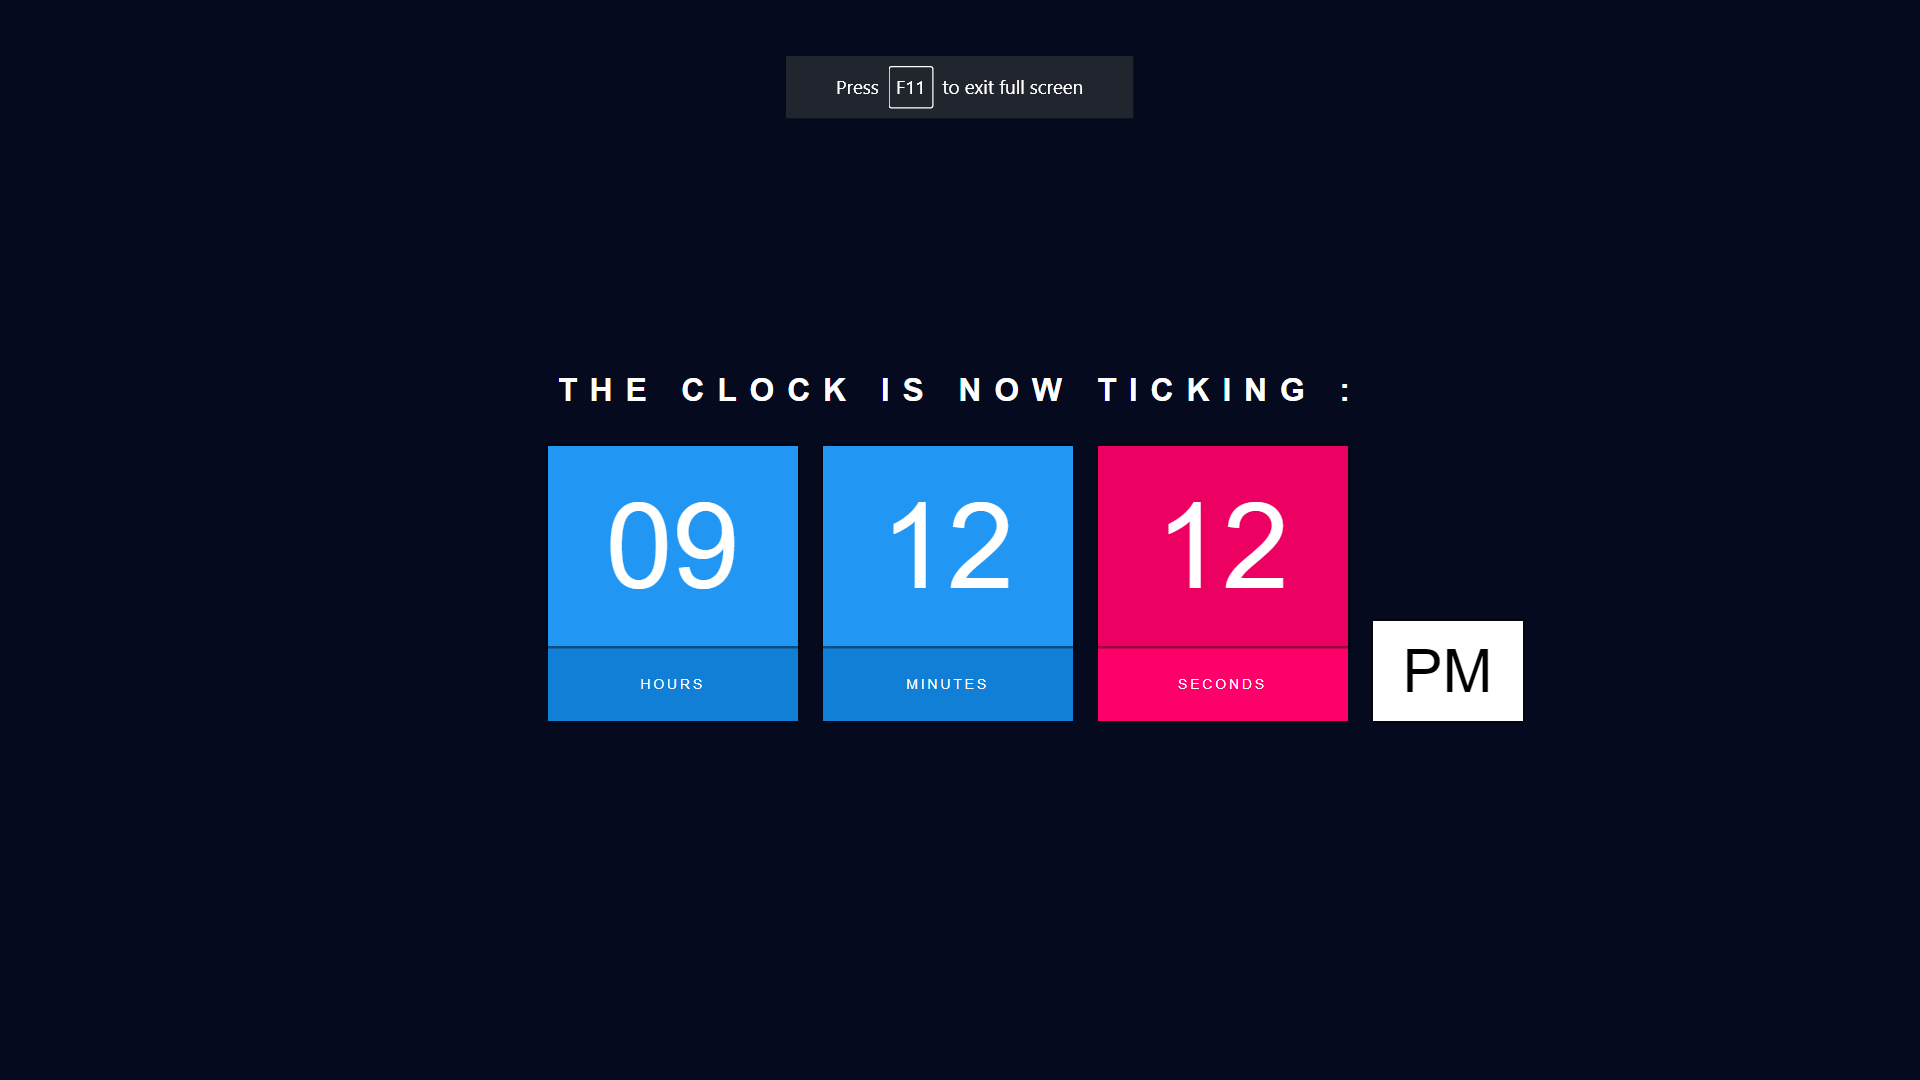 Press F11 to exit full screen
THE CLOCK IS NOW TICKING :
09 12 12
HOURS MINUTES SECONDS PM